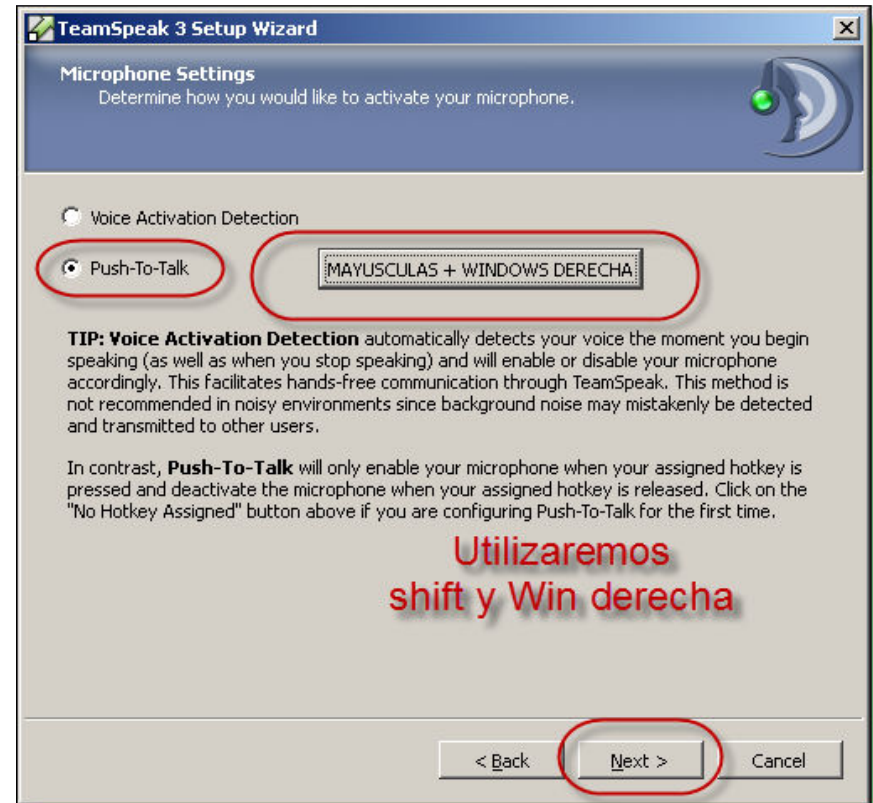 TeamSpeak 3 Setup Wizard
Microphone Settings
Determine how you would like to activate your microphone.
Voice Activation Detection
Push-To-Talk
MAYUSCULAS + WINDOWS DERECHA
TIP: Voice Activation Detection automatically detects your voice the moment you begin
speaking (as well as when you stop speaking) and will enable or disable your microphone
accordingly. This facilitates hands-free communication through TeamSpeak. This method is
not recommended in noisy environments since background noise may mistakenly be detected
and transmitted to other users.
In contrast, Push-To-Talk will only enable your microphone when your assigned hotkey is
pressed and deactivate the microphone when your assigned hotkey is released. Click on the
"No Hotkey Assigned" button above if you are configuring Push-To-Talk for the first time.
Utilizaremos
shift y Win derecha
< Back
Next >
Cancel